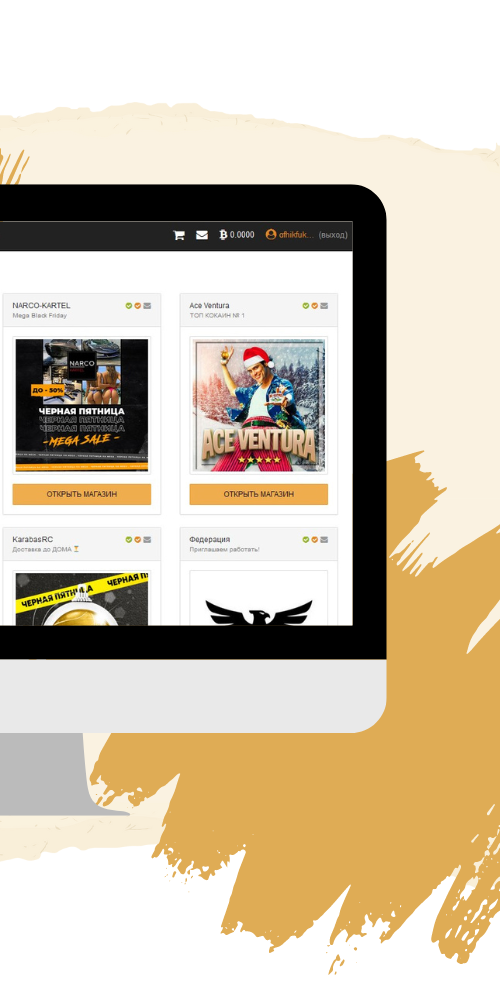 0.0000 afhikfuk... (выход)
NARCO-KARTEL
Mega Black Friday
NARCO
ДО - 50%
ЧЕРНАЯ ПЯТНИЦА
ЧЕРНАЯ ПЯТНИЦА
ЧЕРНАЯ ПЯТНИЦА
-MEGA SALE -
ОТКРЫТЬ МАГАЗИН
Ace Ventura
ТОП КОКАИН № 1
ACE VENTURA
ОТКРЫТЬ МАГАЗИН
KarabasRC
Доставка до ДОМА
ЧЕРНАЯ ПЯТНИЦА
ЧЕРНАЯ П
Федерация
Приглашаем работать!